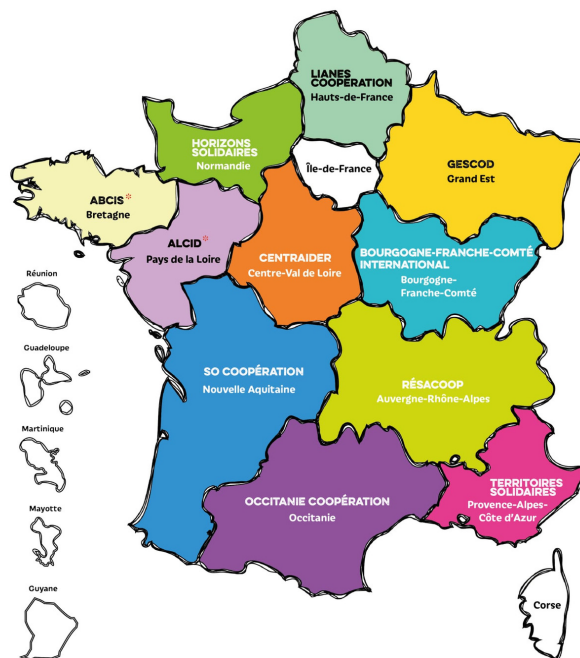 LIANES
COOPÉRATION
Hauts-de-France
HORIZONS
SOLIDAIRES
Normandie
Île-de-France
GESCOD
Grand Est
ABCIS*
Bretagne
ALCID*
Pays de la Loire
CENTRAIDER
Centre-Val de Loire
BOURGOGNE-FRANCHE-COMTÉ
INTERNATIONAL
Bourgogne-
Franche-Comté
Réunion
Guadeloupe
SO COOPÉRATION
Nouvelle Aquitaine
RÉSACOOP
Auvergne-Rhône-Alpes
Martinique
Mayotte
OCCITANIE COOPÉRATION
Occitanie
TERRITOIRES
SOLIDAIRES
Provence-Alpes-
Côte d'Azur
Guyane
Corse